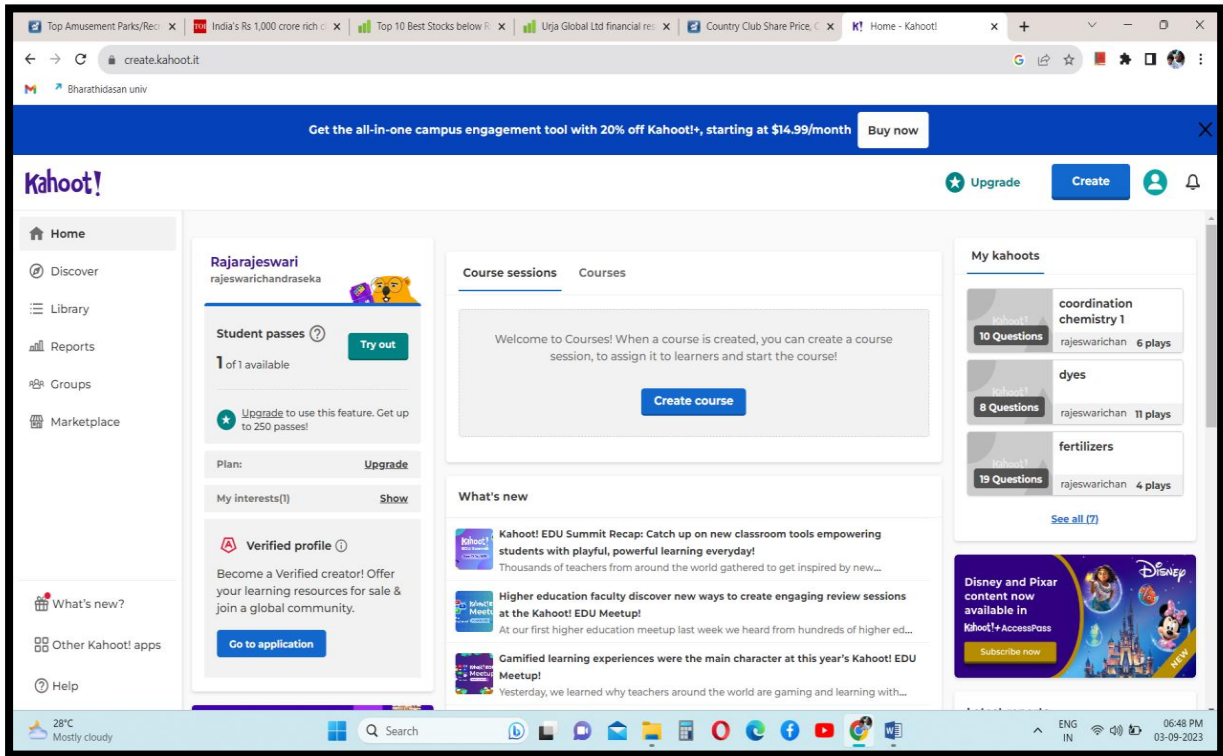 Top Amusement Parks/Recr
India's Rs 1,000 crore rich c
Top 10 Best Stocks below R
Urja Global Ltd financial res
Country Club Share Price, C
Home - Kahoot!
create.kahoot.it
Bharathidasan univ
Get the all-in-one campus engagement tool with 20% off Kahoot!+, starting at $14.99/month
Buy now
Kahoot!
Upgrade
Create
Home
Discover
Library
Reports
Groups
Marketplace
What's new?
Other Kahoot! apps
Help
Rajarajeswari
rajeswarichandraseka
Student passes
Try out
1 of 1 available
Upgrade to use this feature. Get up
to 250 passes!
Plan: Upgrade
My interests(1) Show
Verified profile
Become a Verified creator! Offer
your learning resources for sale &
join a global community.
Go to application
Course sessions Courses
Welcome to Courses! When a course is created, you can create a course
session, to assign it to learners and start the course!
Create course
What's new
Kahoot! EDU Summit Recap: Catch up on new classroom tools empowering
students with playful, powerful learning everyday!
Thousands of teachers from around the world gathered to get inspired by new...
Higher education faculty discover new ways to create engaging review sessions
at the Kahoot! EDU Meetup!
At our first higher education meetup last week we heard from hundreds of higher ed...
Gamified learning experiences were the main character at this year's Kahoot! EDU
Meetup!
Yesterday, we learned why teachers around the world are gaming and learning with...
My kahoots
coordination
chemistry 1
10 Questions
rajeswarichan 6 plays
dyes
8 Questions
rajeswarichan 11 plays
fertilizers
19 Questions
rajeswarichan 4 plays
See all (7)
Disney and Pixar
content now
available in
Kahoot!+ AccessPass
Subscribe now
Disney
NEW
28°C
Mostly cloudy
Search
ENG
IN
06:48 PM
03-09-2023